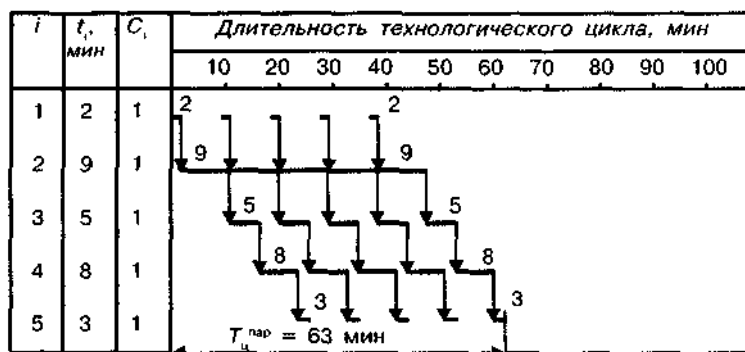 i t_i, мин C_i Длительность технологического цикла, мин
10 20 30 40 50 60 70 80 90 100
1 2 1 2 2
2 9 1 9 9
3 5 1 5 5
4 8 1 8 8
5 3 1 3 3
T_ц^пар = 63 мин